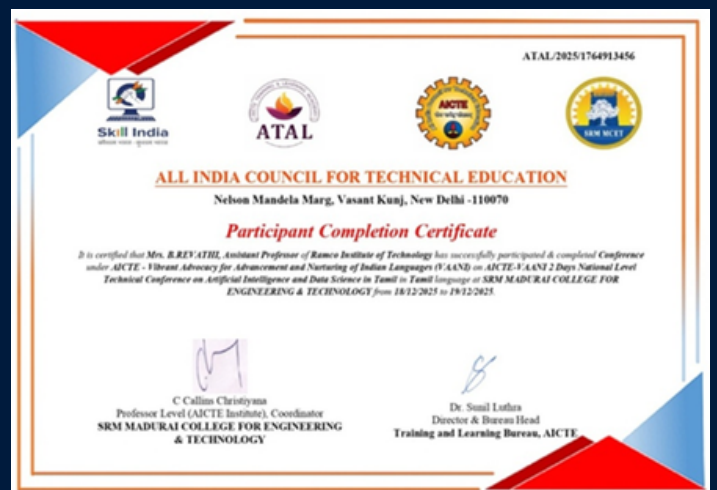 ATAL/2025/1764913456
Skill India
ATAL
AICTE
SRM MCET
ALL INDIA COUNCIL FOR TECHNICAL EDUCATION
Nelson Mandela Marg, Vasant Kunj, New Delhi -110070
Participant Completion Certificate
It is certified that Mrs. B.REVATHI, Assistant Professor of Ramco Institute of Technology has successfully participated & completed Conference
under AICTE - Vibrant Advocacy for Advancement and Nurturing of Indian Languages (VAANI) on AICTE-VAANI 2 Days National Level
Technical Conference on Artificial Intelligence and Data Science in Tamil in Tamil language at SRM MADURAI COLLEGE FOR
ENGINEERING & TECHNOLOGY from 18/12/2025 to 19/12/2025.
C Callins Christiyana
Professor Level (AICTE Institute), Coordinator
SRM MADURAI COLLEGE FOR ENGINEERING
& TECHNOLOGY
Dr. Sunil Luthra
Director & Bureau Head
Training and Learning Bureau, AICTE